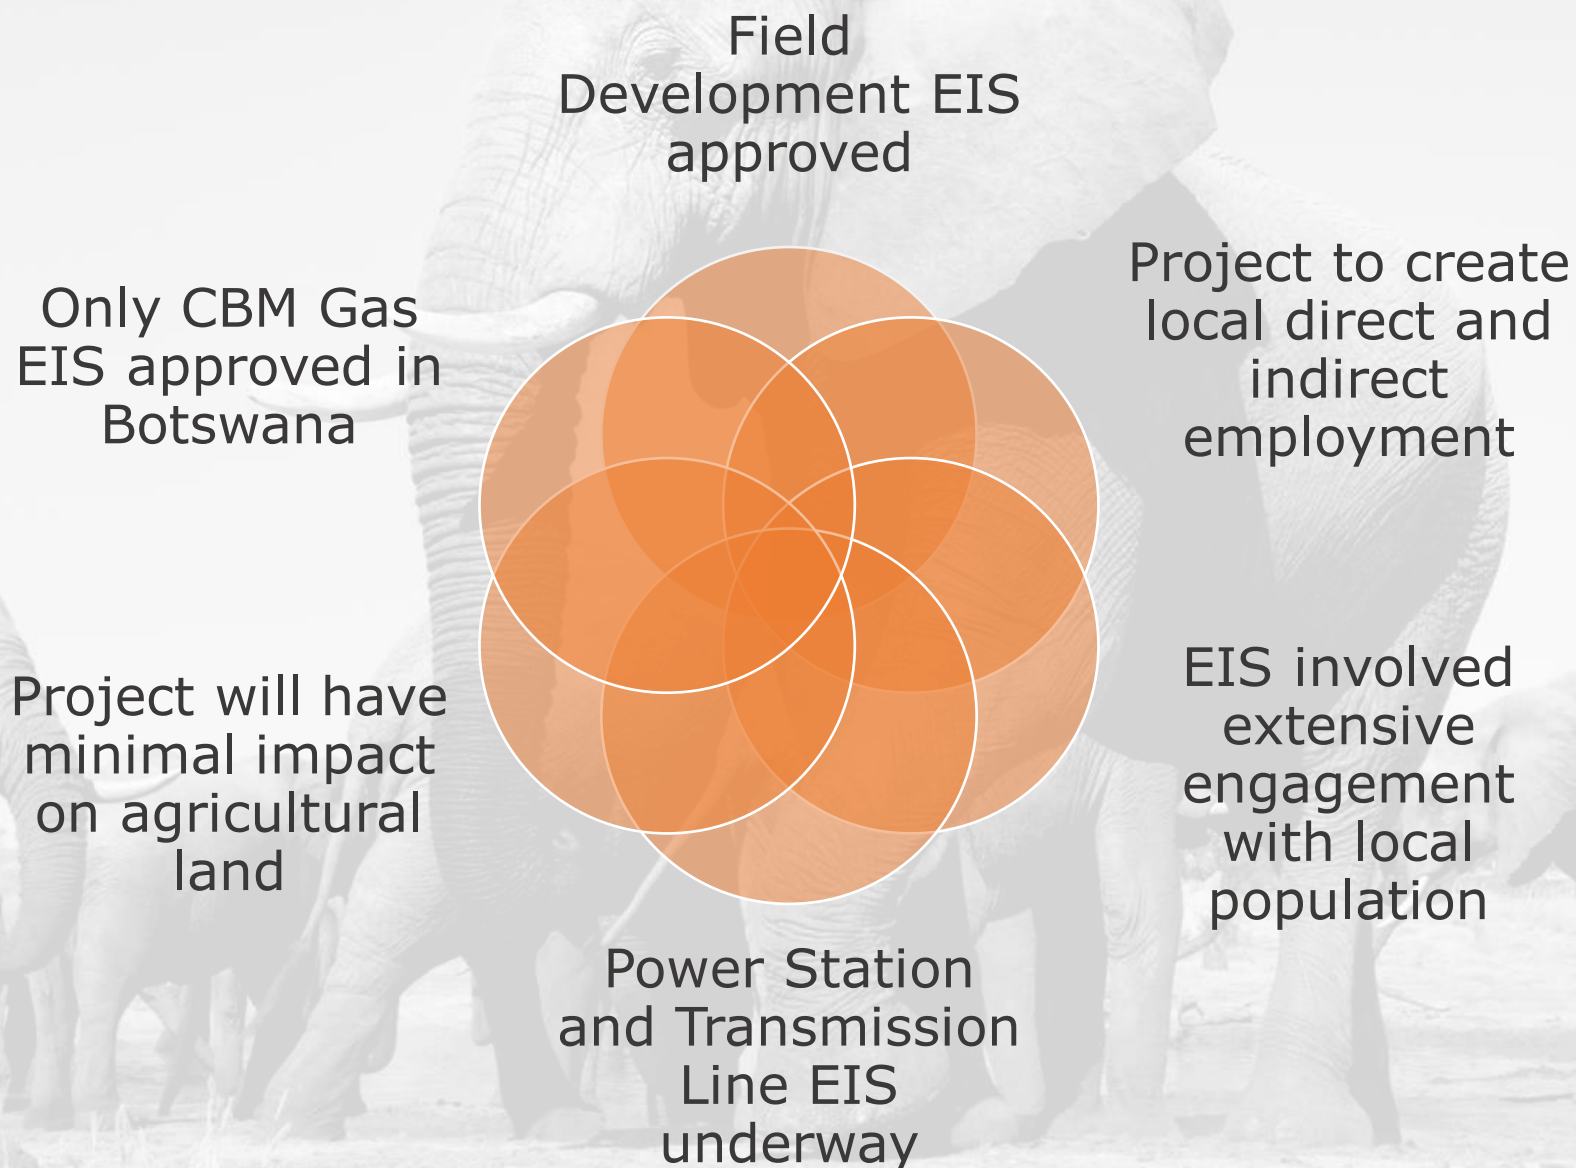 Field
Development EIS
approved
Project to create
local direct and
indirect
employment
EIS involved
extensive
engagement
with local
population
Power Station
and Transmission
Line EIS
underway
Project will have
minimal impact
on agricultural
land
Only CBM Gas
EIS approved in
Botswana